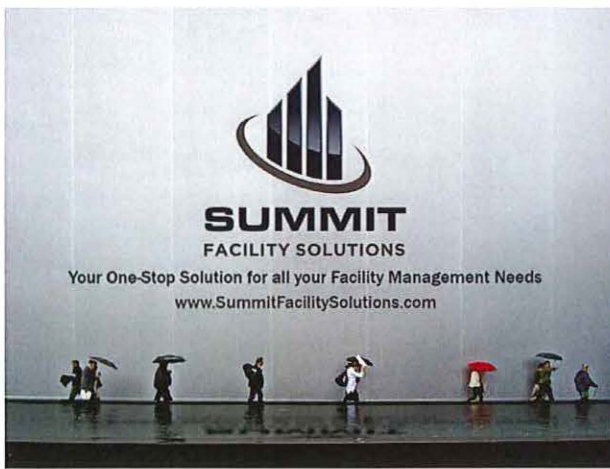 SUMMIT
FACILITY SOLUTIONS
Your One-Stop Solution for all your Facility Management Needs
www.SummitFacilitySolutions.com